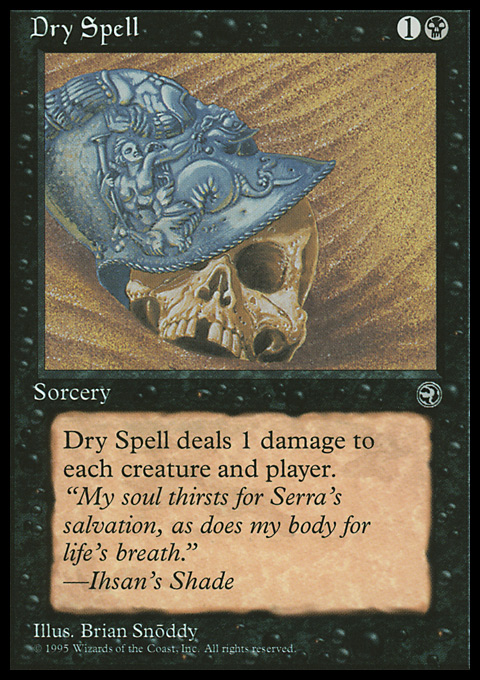 Dry Spell
1
Sorcery
Dry Spell deals 1 damage to
each creature and player.
“My soul thirsts for Serra’s
salvation, as does my body for
life’s breath.”
—Ihsan’s Shade
Illus. Brian Snōddy
© 1995 Wizards of the Coast, Inc. All rights reserved.